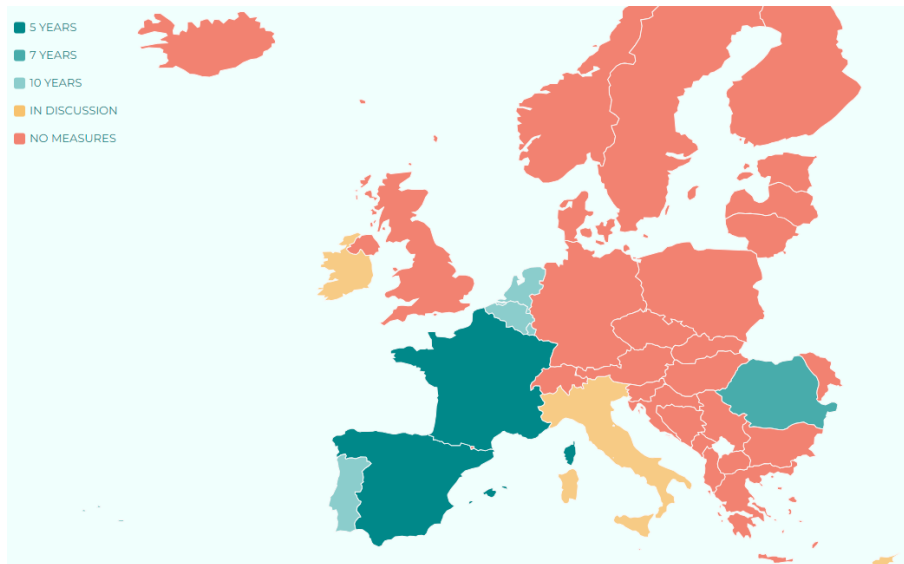 5 YEARS
7 YEARS
10 YEARS
IN DISCUSSION
NO MEASURES